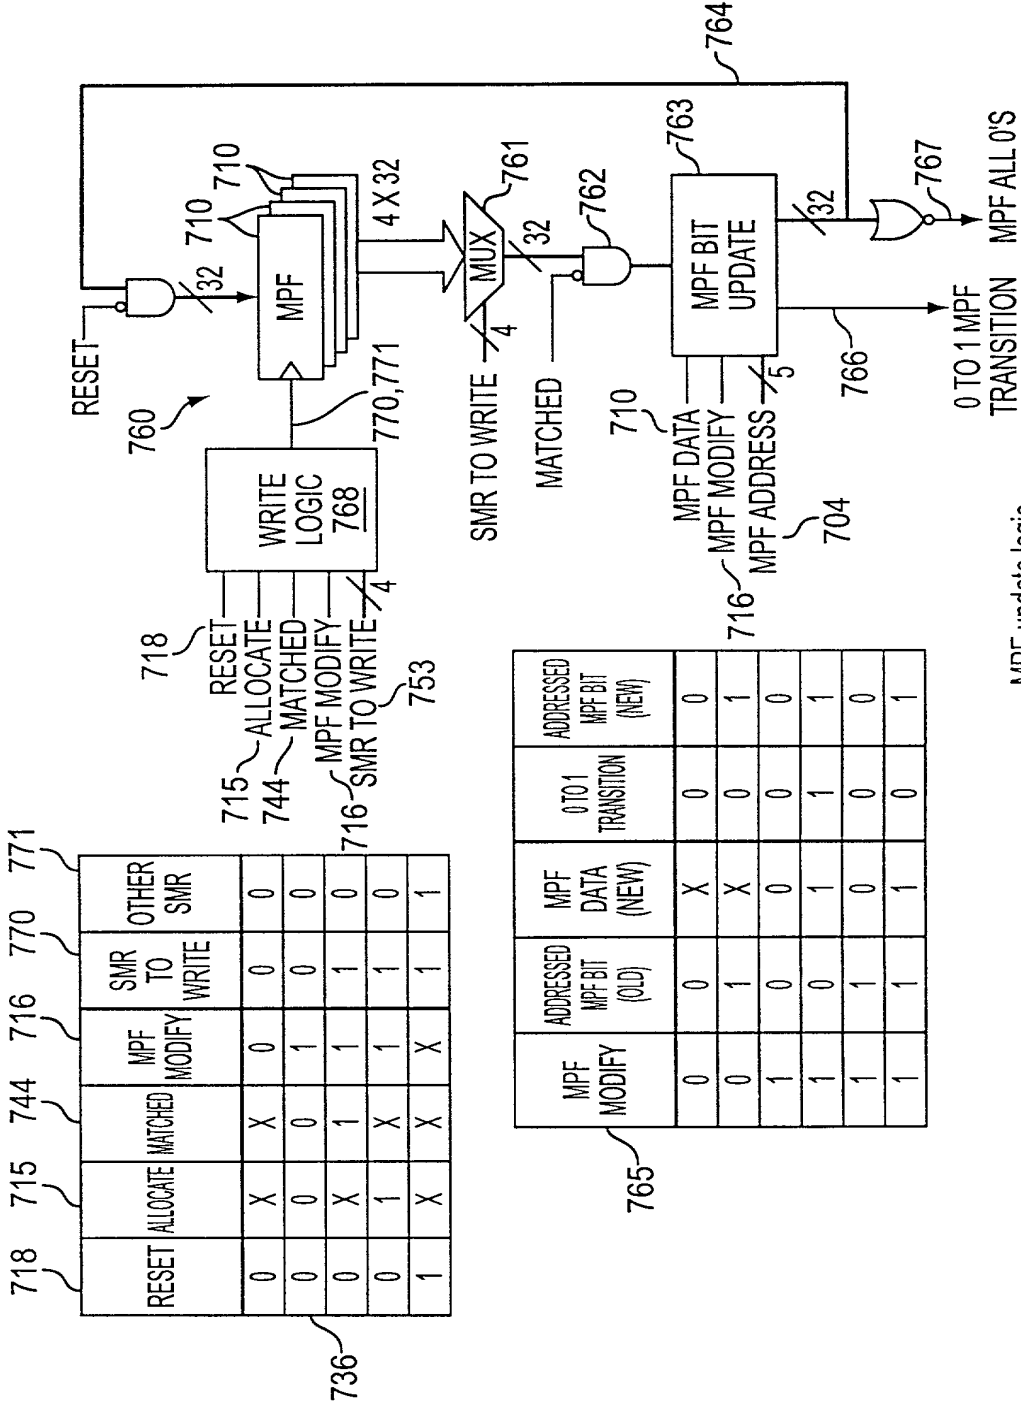 718 715 744 716 770 771
RESET ALLOCATE MATCHED MPF MODIFY SMR TO WRITE OTHER SMR
0 X X 0 0 0
0 0 0 1 0 0
0 X 1 1 1 0
0 1 X 1 1 0
1 X X X 1 1
736
718
RESET
715 ALLOCATE
744 MATCHED
716 MPF MODIFY
SMR TO WRITE
753
4
WRITE LOGIC 768
760
770,771
RESET
32
MPF
710
710
4 X 32
SMR TO WRITE
4
MUX
761
32
MATCHED
762
710
MPF DATA
716 MPF MODIFY
MPF ADDRESS
704
5
MPF BIT UPDATE
763
764
32
766
767
0 TO 1 MPF TRANSITION
MPF ALL 0'S
765
MPF MODIFY ADDRESSED MPF BIT (OLD) MPF DATA (NEW) 0 TO 1 TRANSITION ADDRESSED MPF BIT (NEW)
0 0 X 0 0
0 1 X 0 1
1 0 0 0 0
1 0 1 1 1
1 1 0 0 0
1 1 1 0 1